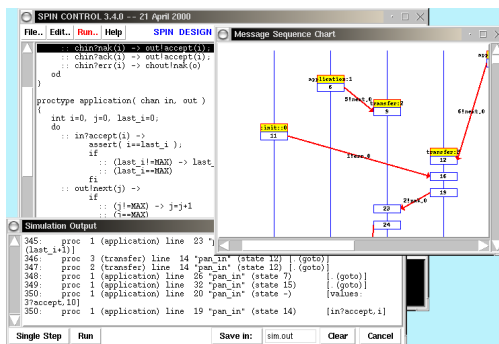 SPIN CONTROL 3.4.0 -- 21 April 2000
File.. Edit.. Run.. Help SPIN DESIGN
:: chin?nak(i) -> out!accept(i);
:: chin?ack(i) -> out!accept(i);
:: chin?err(i) -> chout!nak(o)
od
}
proctype application( chan in, out )
{
int i=0, j=0, last_i=0;
do
:: in?accept(i) ->
assert( i==last_i );
if
:: (last_i!=MAX) -> last_
:: (last_i==MAX)
fi
:: out!next(j) ->
if
:: (j!=MAX) -> j=j+1
:: (j==MAX)
Message Sequence Chart
application:1
6
app
5!next,0
transfer:2
9
6!next,0
:init::0
11
1!err,0
transfer:3
12
16
19
2!nak,0
23
24
Simulation Output
345: proc 1 (application) line 23 "p
(last_i+1)]
346: proc 3 (transfer) line 14 "pan_in" (state 12) [.(goto)]
347: proc 2 (transfer) line 14 "pan_in" (state 12) [.(goto)]
348: proc 1 (application) line 26 "pan_in" (state 7) [.(goto)]
349: proc 1 (application) line 32 "pan_in" (state 15) [.(goto)]
350: proc 1 (application) line 20 "pan_in" (state -) [values:
3?accept,10]
350: proc 1 (application) line 19 "pan_in" (state 14) [in?accept,i]
Single Step Run Save in: sim.out Clear Cancel